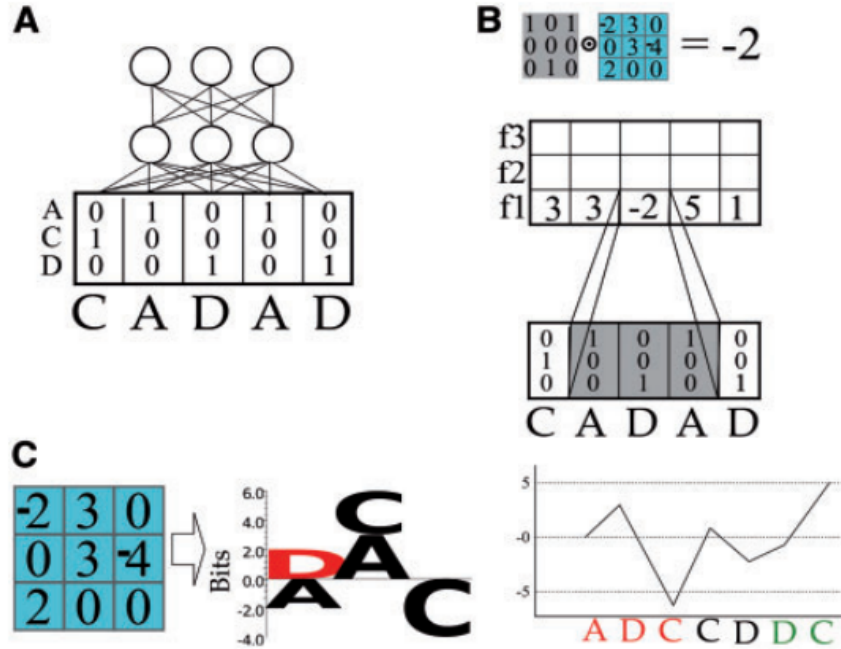 A
A 0 1 0 1 0
C 1 0 0 0 0
D 0 0 1 0 1
C A D A D
B
1 0 1 -2 3 0
0 0 0 ⊙ 0 3 -4 = -2
0 1 0 2 0 0
f3
f2
f1 3 3 -2 5 1
0 1 0 1 0
1 0 0 0 0
0 0 1 0 1
C A D A D
C
-2 3 0
0 3 -4
2 0 0
Bits
6.0
4.0
2.0
0.0
-2.0
-4.0
D A C A C
5
-0
-5
A D C C D D C